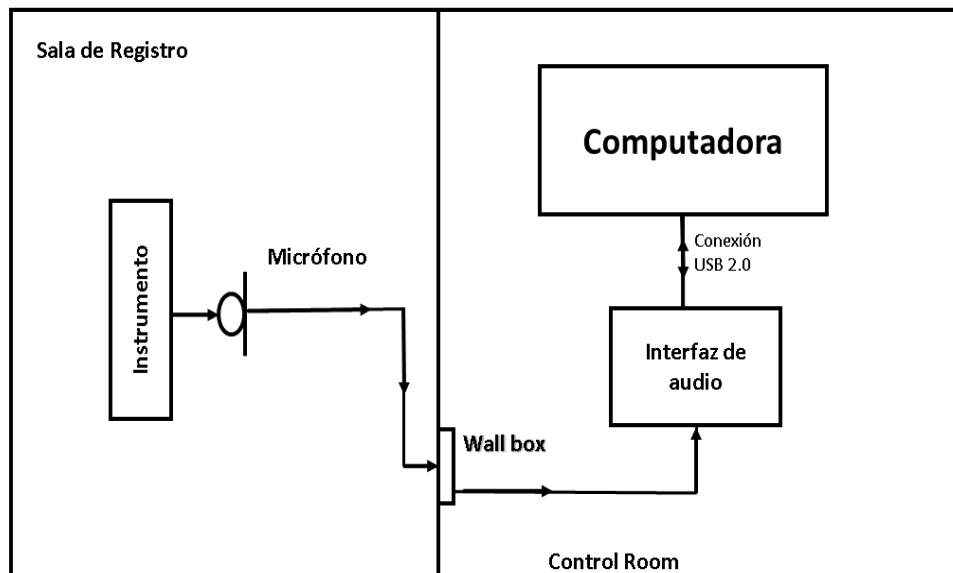 Sala de Registro
Computadora
Conexión
USB 2.0
Micrófono
Instrumento
Interfaz de
audio
Wall box
Control Room